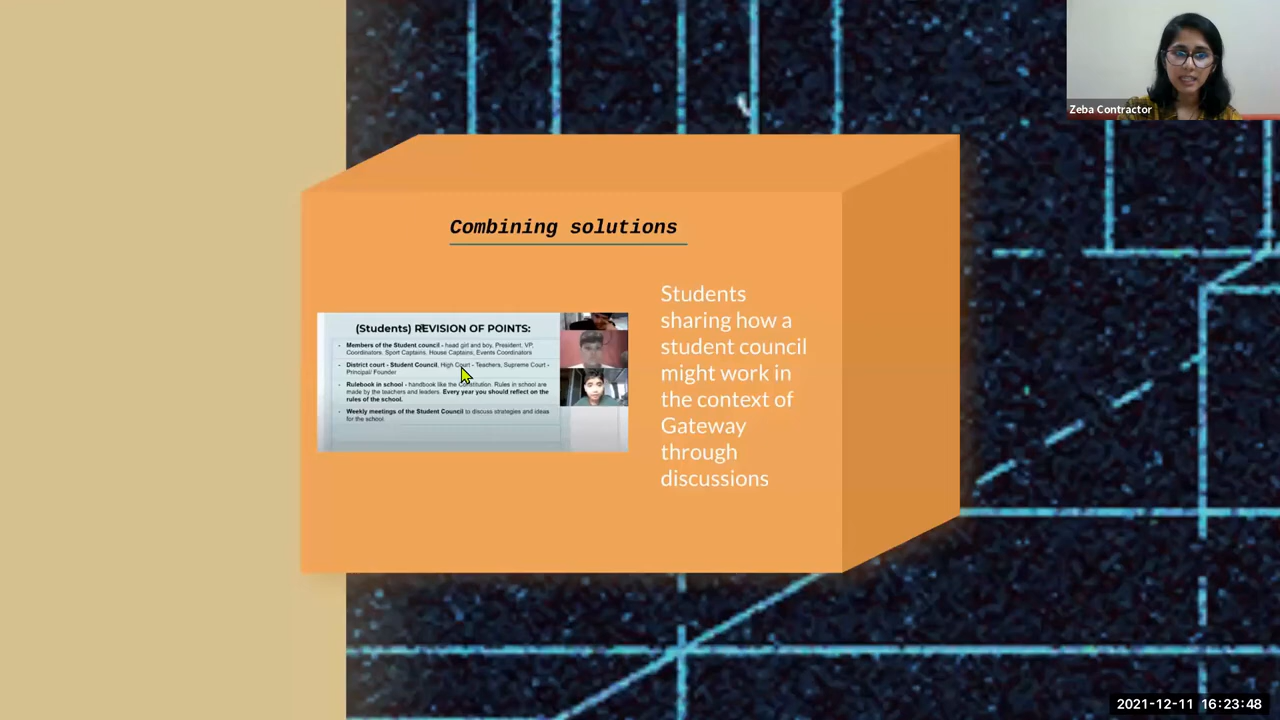 Zeba Contractor
Combining solutions
(Students) REVISION OF POINTS:
Members of the Student council - head girl and boy, President, VP,
Coordinators, Sport Captains, House Captains, Events Coordinators
District court - Student Council, High Court - Teachers, Supreme Court -
Principal/ Founder
Rulebook in school - handbook like the Constitution. Rules in school are
made by the teachers and leaders. Every year you should reflect on the
rules of the school.
Weekly meetings of the Student Council to discuss strategies and ideas
for the school.
Students
sharing how a
student council
might work in
the context of
Gateway
through
discussions
2021-12-11 16:23:48